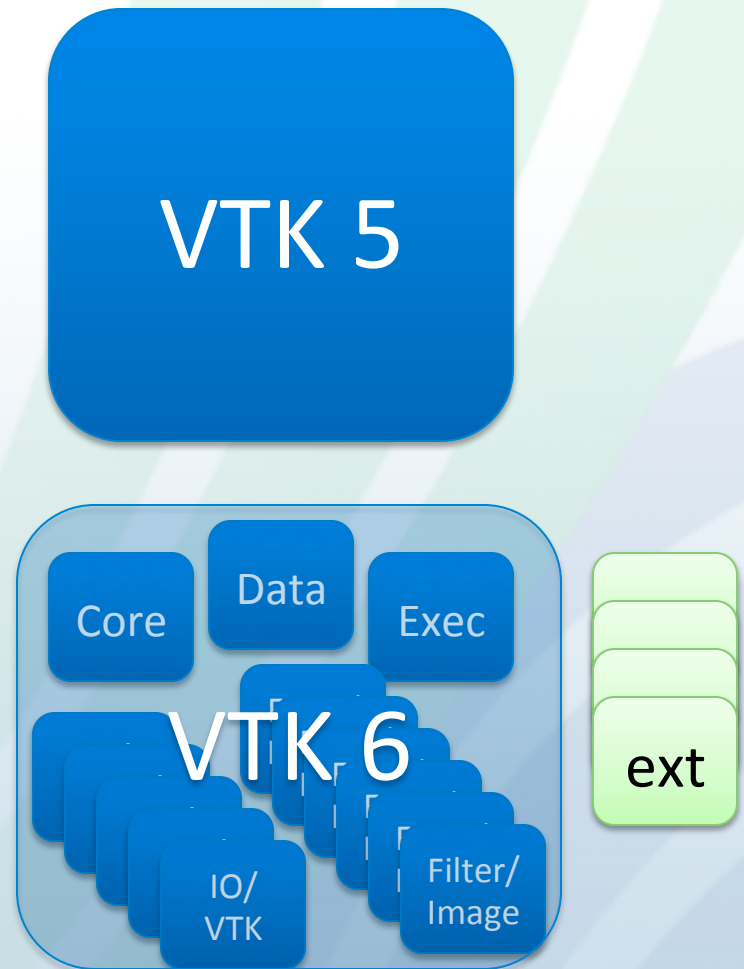 VTK 5
Core
Data
Exec
VTK 6
IO/
VTK
Filter/
Image
ext